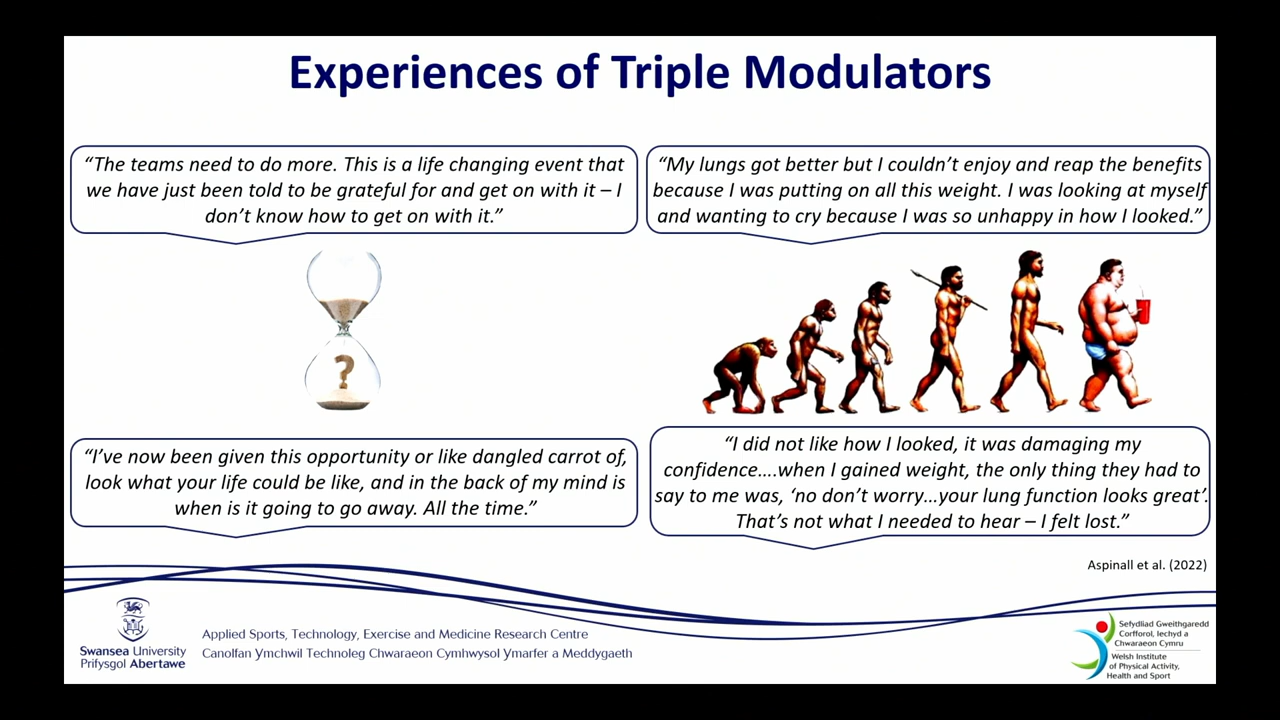 Experiences of Triple Modulators
“The teams need to do more. This is a life changing event that
we have just been told to be grateful for and get on with it – I
don’t know how to get on with it.”
“My lungs got better but I couldn’t enjoy and reap the benefits
because I was putting on all this weight. I was looking at myself
and wanting to cry because I was so unhappy in how I looked.”
?
“I’ve now been given this opportunity or like dangled carrot of,
look what your life could be like, and in the back of my mind is
when is it going to go away. All the time.”
“I did not like how I looked, it was damaging my
confidence….when I gained weight, the only thing they had to
say to me was, ‘no don’t worry…your lung function looks great’.
That’s not what I needed to hear – I felt lost.”
Aspinall et al. (2022)
Swansea University
Prifysgol Abertawe
Applied Sports, Technology, Exercise and Medicine Research Centre
Canolfan Ymchwil Technoleg Chwaraeon Cymhwysol Ymarfer a Meddygaeth
Sefydliad Gweithgaredd
Corfforol, Iechyd a
Chwaraeon Cymru
Welsh Institute
of Physical Activity,
Health and Sport